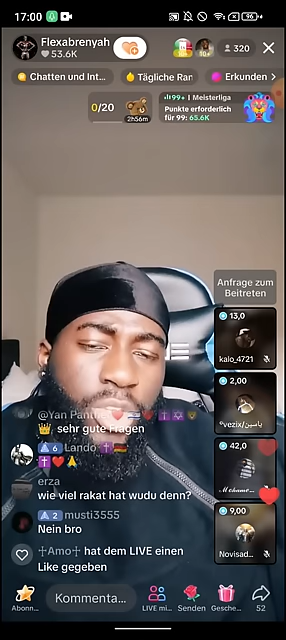 17:00
96
Flexabrenyah
53.6K
10+
320
Chatten und Int...
Tägliche Ran
Erkunden
0/20
2h56m
99+ | Meisterliga
Punkte erforderlich
für 99: 65.6K
Anfrage zum
Beitreten
13,0
kalo_4721
2,00
42,0
9,00
Novisad...
sehr gute Fragen
6 Lando
erza
wie viel rakat hat wudu denn?
2 musti3555
Nein bro
Amo hat dem LIVE einen
Like gegeben
Abonn...
Kommenta...
LIVE mi...
Senden
Gesche...
52